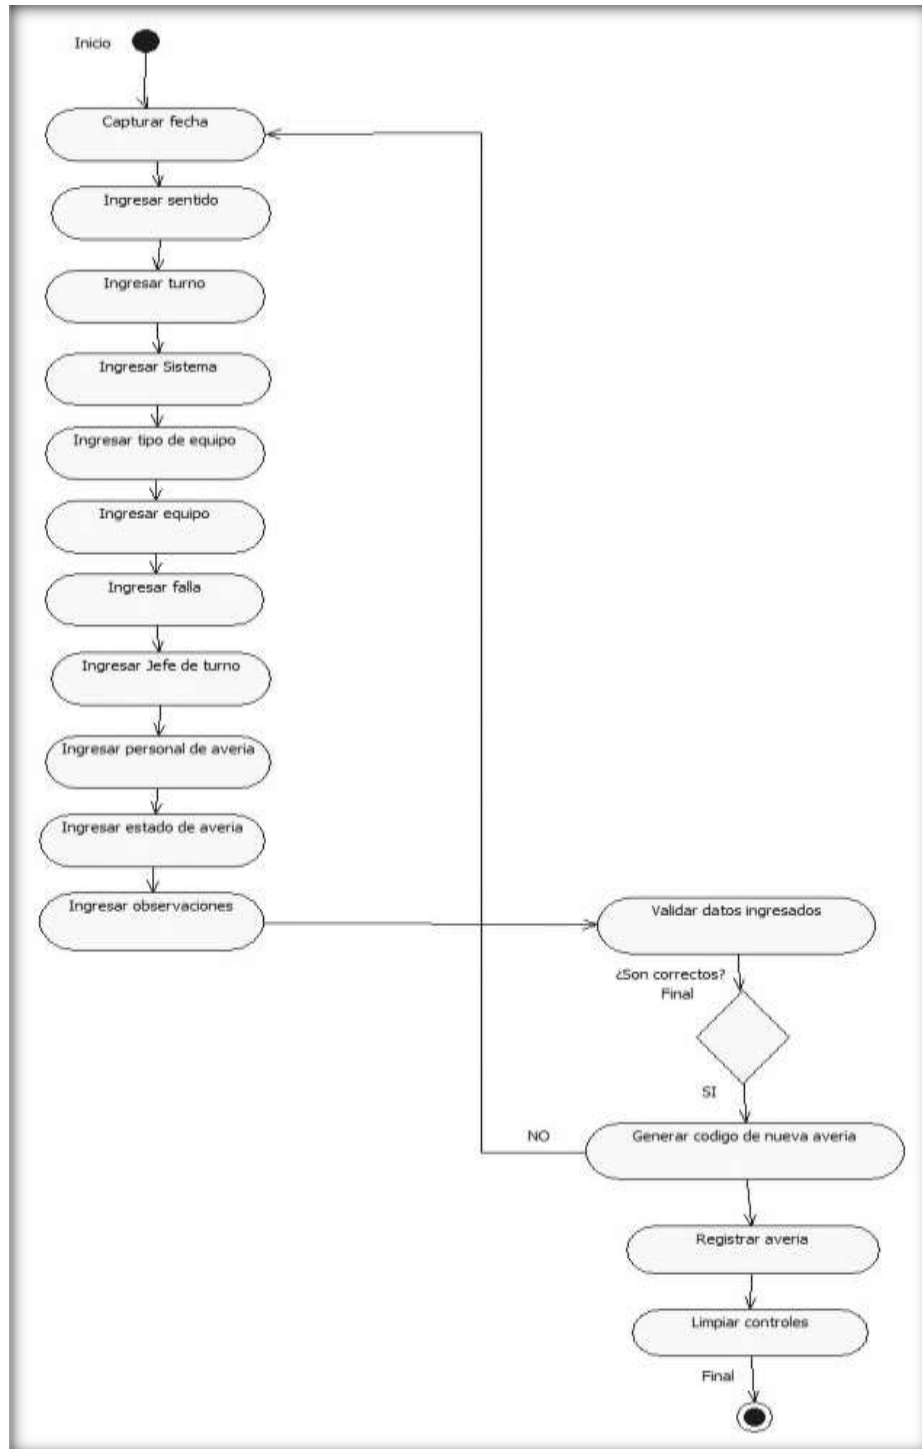 Inicio
Capturar fecha
Ingresar sentido
Ingresar turno
Ingresar Sistema
Ingresar tipo de equipo
Ingresar equipo
Ingresar falla
Ingresar Jefe de turno
Ingresar personal de averia
Ingresar estado de averia
Ingresar observaciones
Validar datos ingresados
¿Son correctos?
Final
SI
NO
Generar codigo de nueva averia
Registrar averia
Limpiar controles
Final